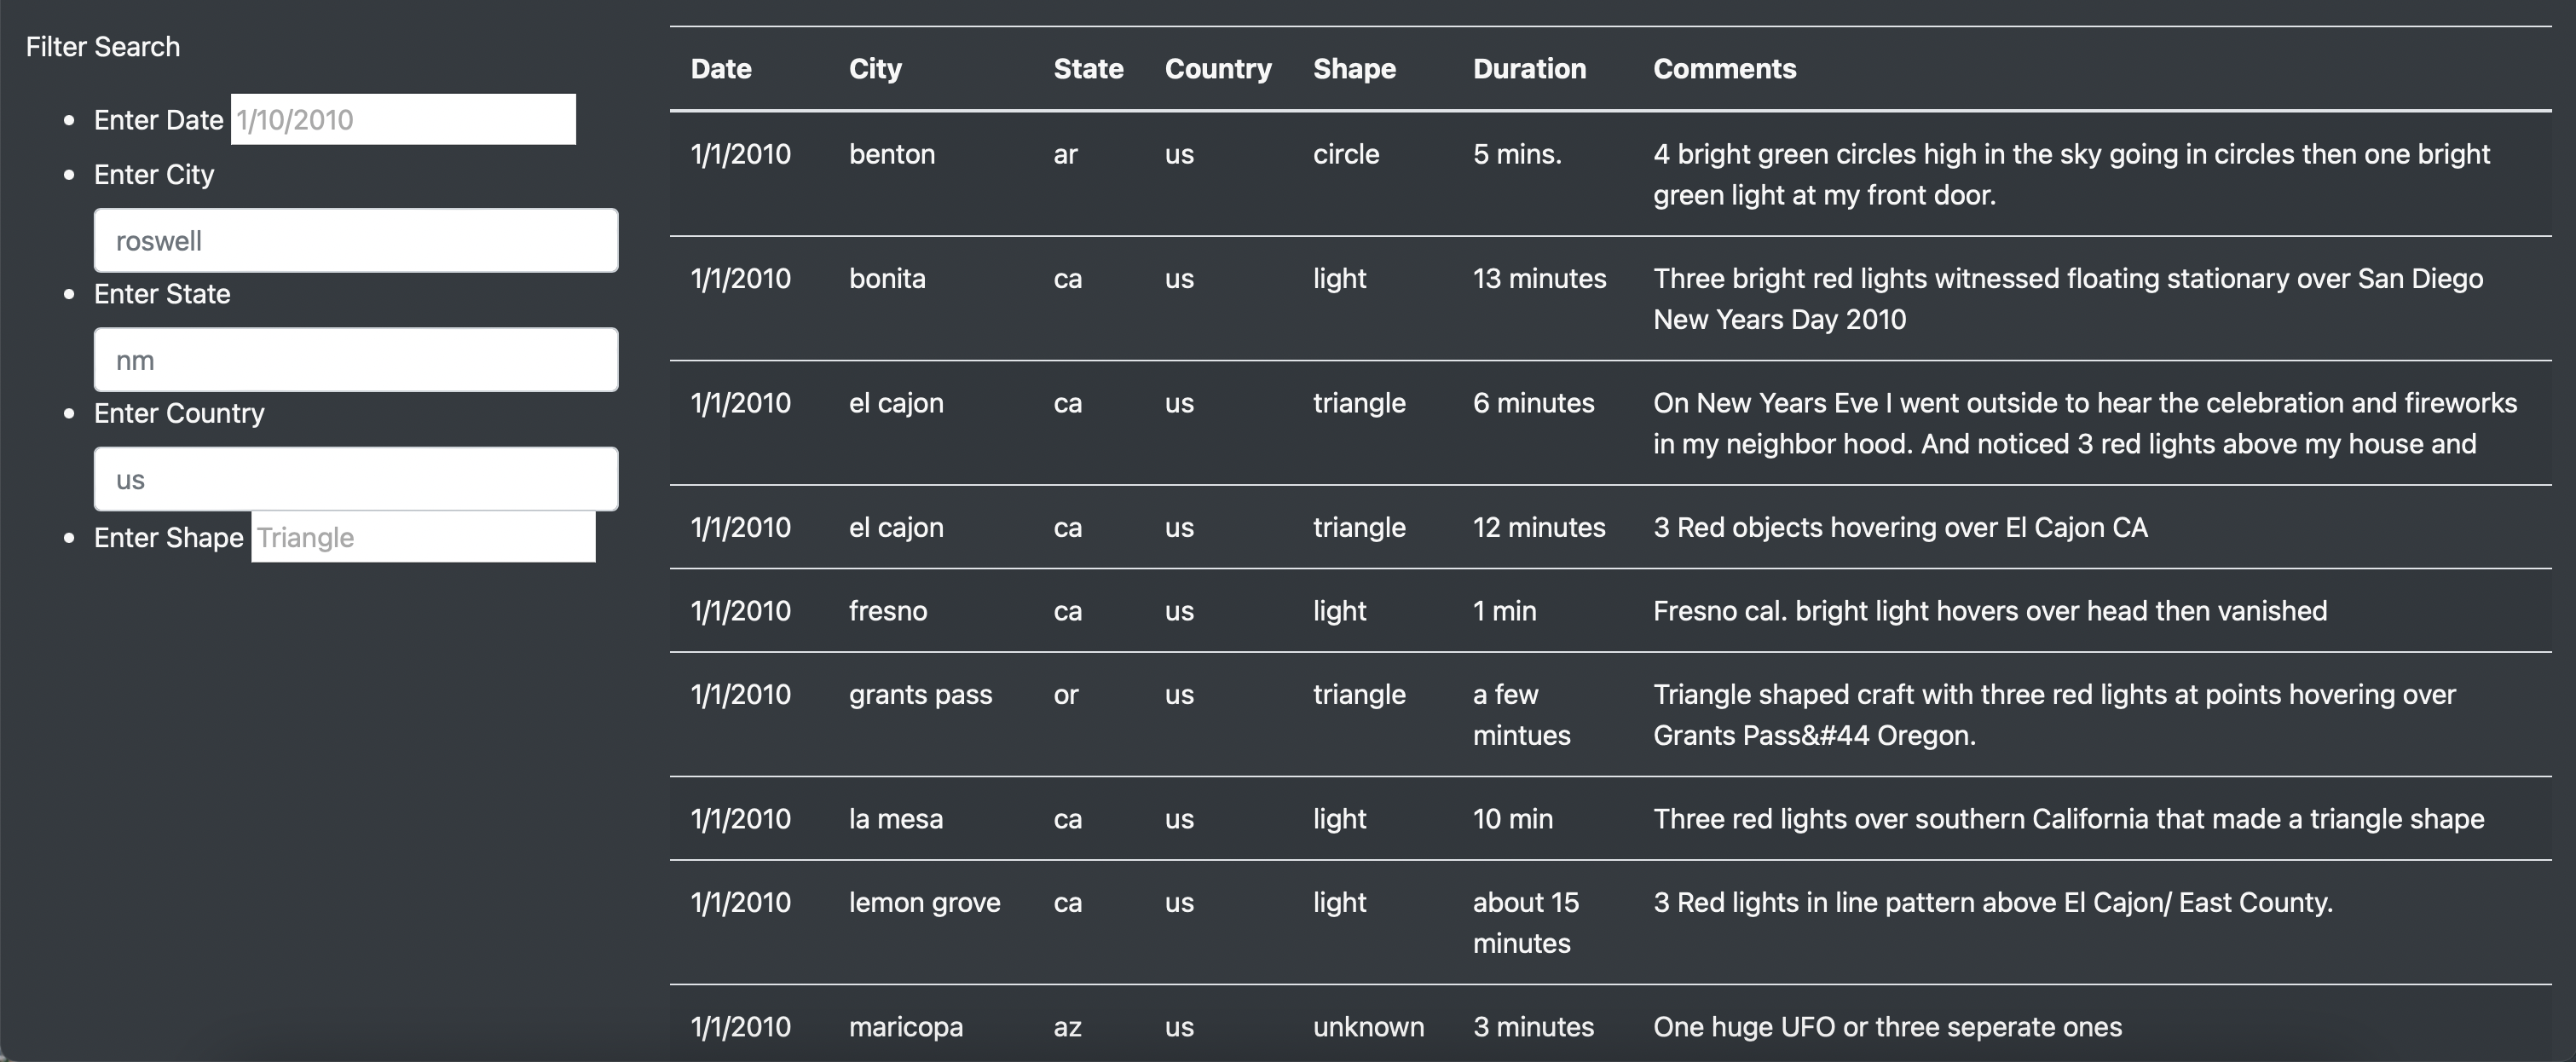 Filter Search
Enter Date 1/10/2010
Enter City
roswell
Enter State
nm
Enter Country
us
Enter Shape Triangle
Date City State Country Shape Duration Comments
1/1/2010 benton ar us circle 5 mins. 4 bright green circles high in the sky going in circles then one bright
green light at my front door.
1/1/2010 bonita ca us light 13 minutes Three bright red lights witnessed floating stationary over San Diego
New Years Day 2010
1/1/2010 el cajon ca us triangle 6 minutes On New Years Eve I went outside to hear the celebration and fireworks
in my neighbor hood. And noticed 3 red lights above my house and
1/1/2010 el cajon ca us triangle 12 minutes 3 Red objects hovering over El Cajon CA
1/1/2010 fresno ca us light 1 min Fresno cal. bright light hovers over head then vanished
1/1/2010 grants pass or us triangle a few Triangle shaped craft with three red lights at points hovering over
mintues Grants Pass&#44 Oregon.
1/1/2010 la mesa ca us light 10 min Three red lights over southern California that made a triangle shape
1/1/2010 lemon grove ca us light about 15 3 Red lights in line pattern above El Cajon/ East County.
minutes
1/1/2010 maricopa az us unknown 3 minutes One huge UFO or three seperate ones